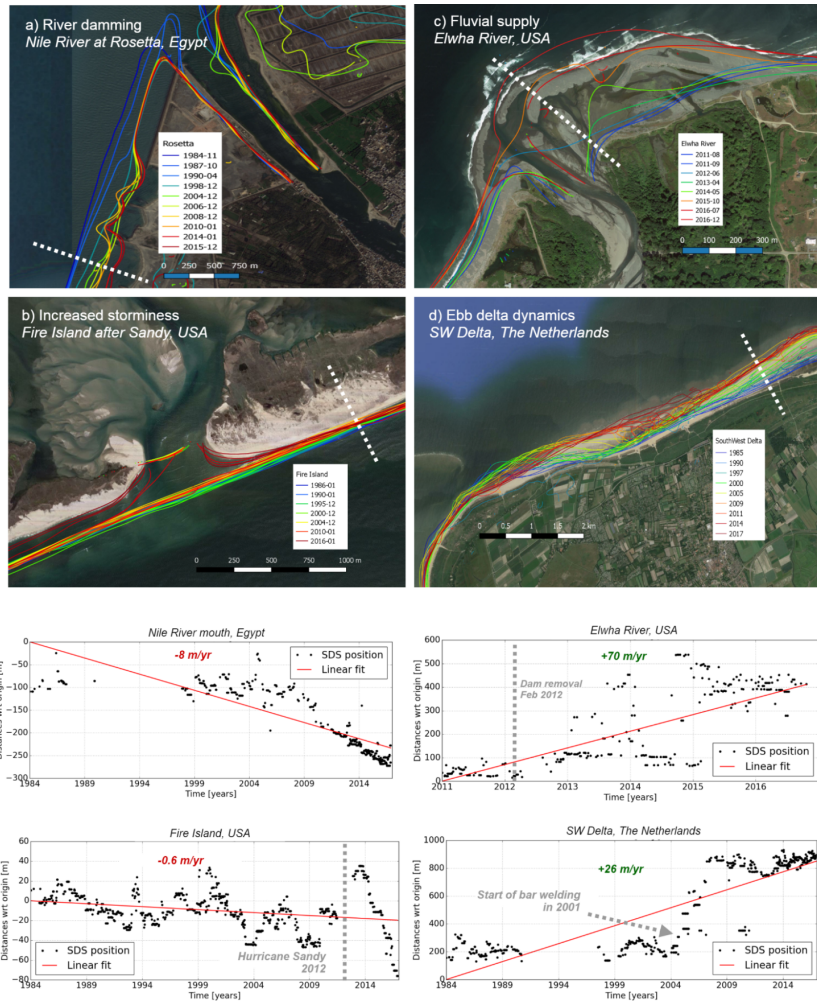 a) River damming
Nile River at Rosetta, Egypt
Rosetta
1984-11
1987-10
1990-04
1998-12
2004-12
2006-12
2008-12
2010-01
2014-01
2015-12
0 250 500 750 m
c) Fluvial supply
Elwha River, USA
Elwha River
2011-08
2011-09
2012-06
2013-04
2014-05
2015-10
2016-07
2016-12
0 100 200 300 m
b) Increased storminess
Fire Island after Sandy, USA
Fire Island
1986-01
1990-01
1995-12
2000-12
2004-12
2010-01
2016-01
0 250 500 750 1000 m
d) Ebb delta dynamics
SW Delta, The Netherlands
SouthWest Delta
1985
1990
1997
2000
2005
2009
2011
2014
2017
0 0.5 1 1.5 2 km
Nile River mouth, Egypt
Distances wrt origin [m]
0
−50
−100
−150
−200
−250
−300
-8 m/yr
SDS position
Linear fit
1984 1989 1994 1999 2004 2009 2014
Time [years]
Elwha River, USA
Distances wrt origin [m]
600
500
400
300
200
100
0
+70 m/yr
Dam removal
Feb 2012
SDS position
Linear fit
2011 2012 2013 2014 2015 2016
Time [years]
Fire Island, USA
Distances wrt origin [m]
60
40
20
0
−20
−40
−60
−80
-0.6 m/yr
Hurricane Sandy
2012
SDS position
Linear fit
1984 1989 1994 1999 2004 2009 2014
Time [years]
SW Delta, The Netherlands
Distances wrt origin [m]
1000
800
600
400
200
0
+26 m/yr
Start of bar welding
in 2001
SDS position
Linear fit
1984 1989 1994 1999 2004 2009 2014
Time [years]